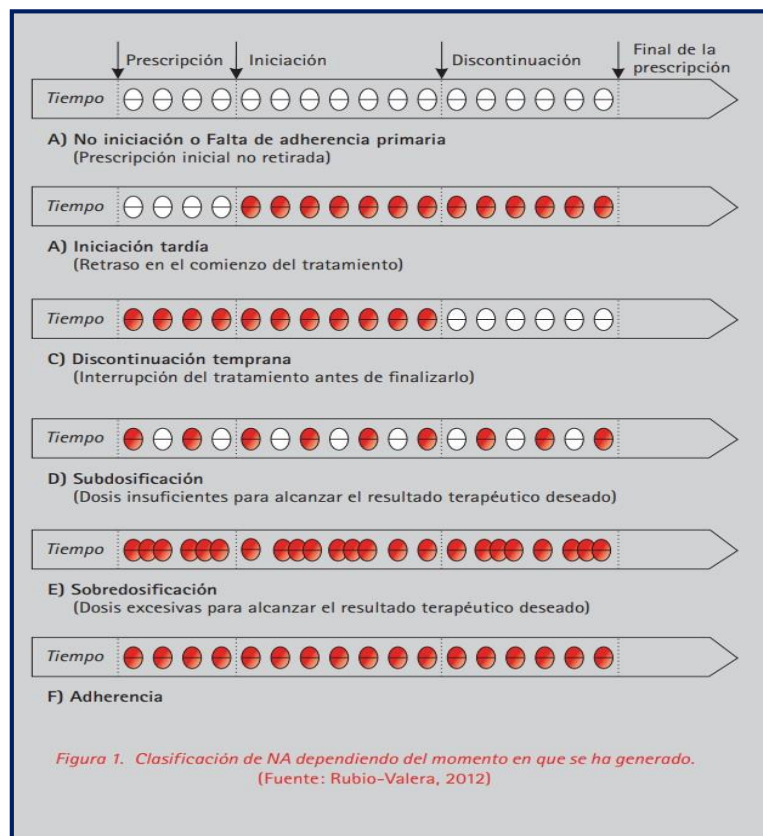 Prescripción
Iniciación
Discontinuación
Final de la
prescripción
Tiempo
A) No iniciación o Falta de adherencia primaria
(Prescripción inicial no retirada)
Tiempo
A) Iniciación tardía
(Retraso en el comienzo del tratamiento)
Tiempo
C) Discontinuación temprana
(Interrupción del tratamiento antes de finalizarlo)
Tiempo
D) Subdosificación
(Dosis insuficientes para alcanzar el resultado terapéutico deseado)
Tiempo
E) Sobredosificación
(Dosis excesivas para alcanzar el resultado terapéutico deseado)
Tiempo
F) Adherencia
Figura 1. Clasificación de NA dependiendo del momento en que se ha generado.
(Fuente: Rubio-Valera, 2012)